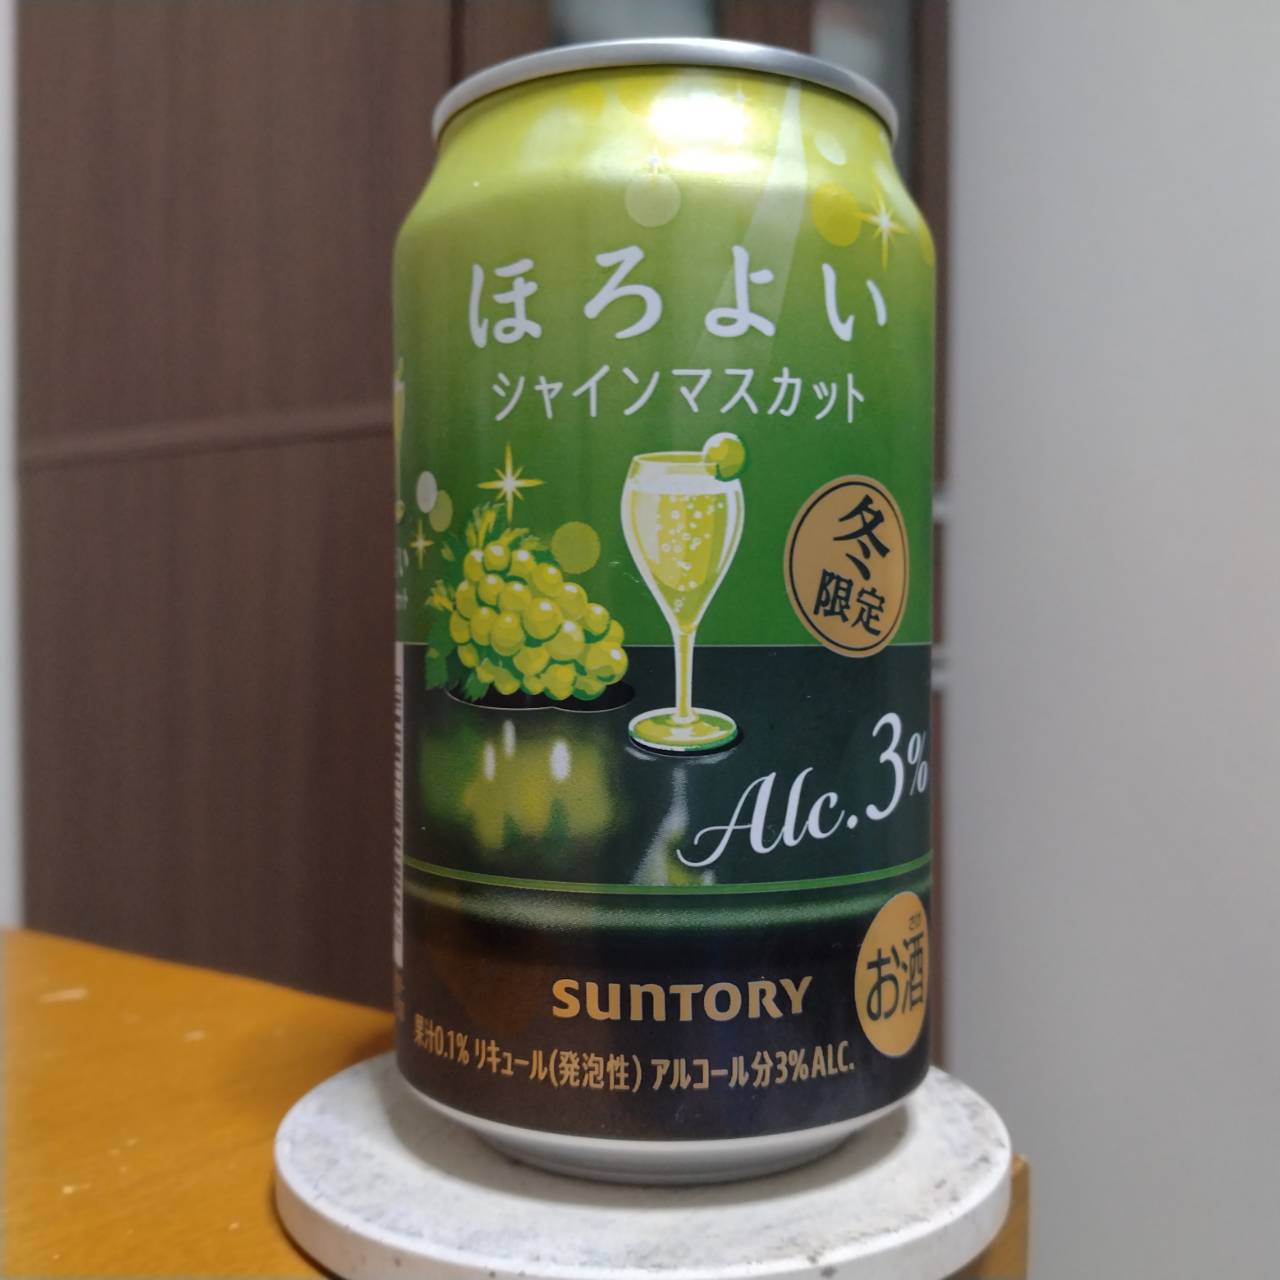 ほろよい
シャインマスカット
冬
限定
Alc.3%
さけ
お酒
SUNTORY
果汁0.1% リキュール(発泡性) アルコール分3%ALC.